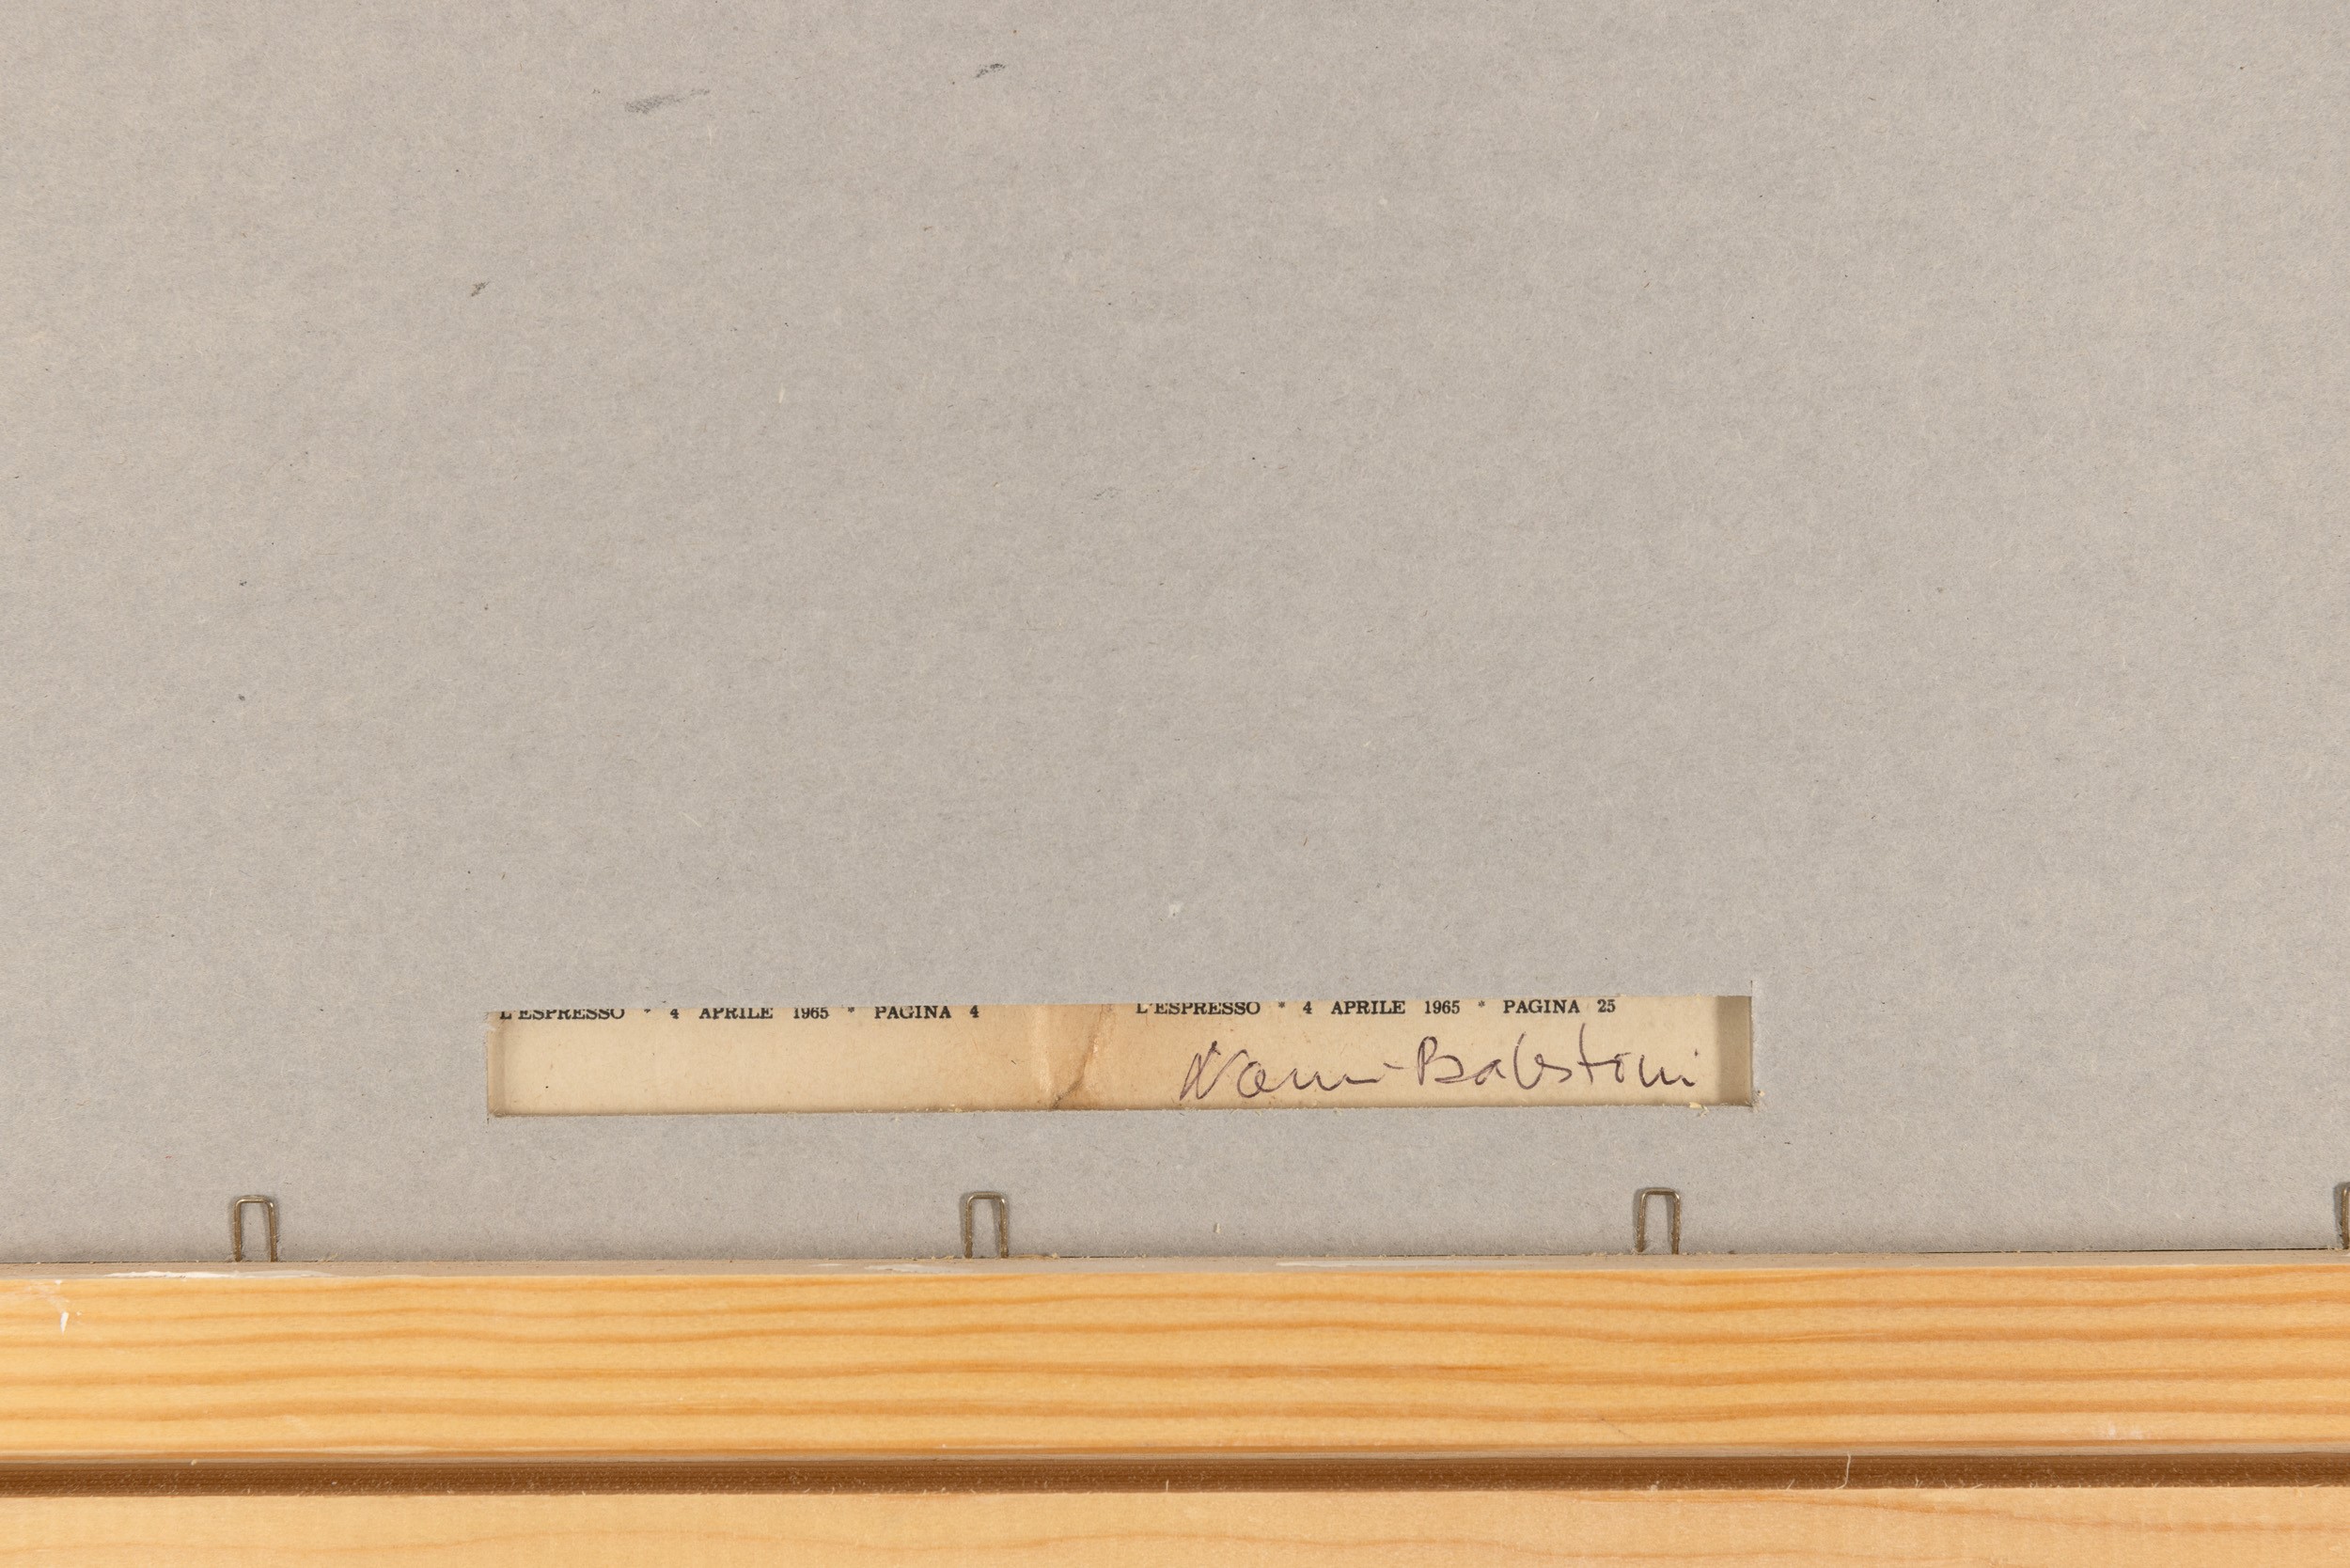 L'ESPRESSO * 4 APRILE 1965 * PAGINA 4
L'ESPRESSO * 4 APRILE 1965 * PAGINA 25
Nanni Balestrini